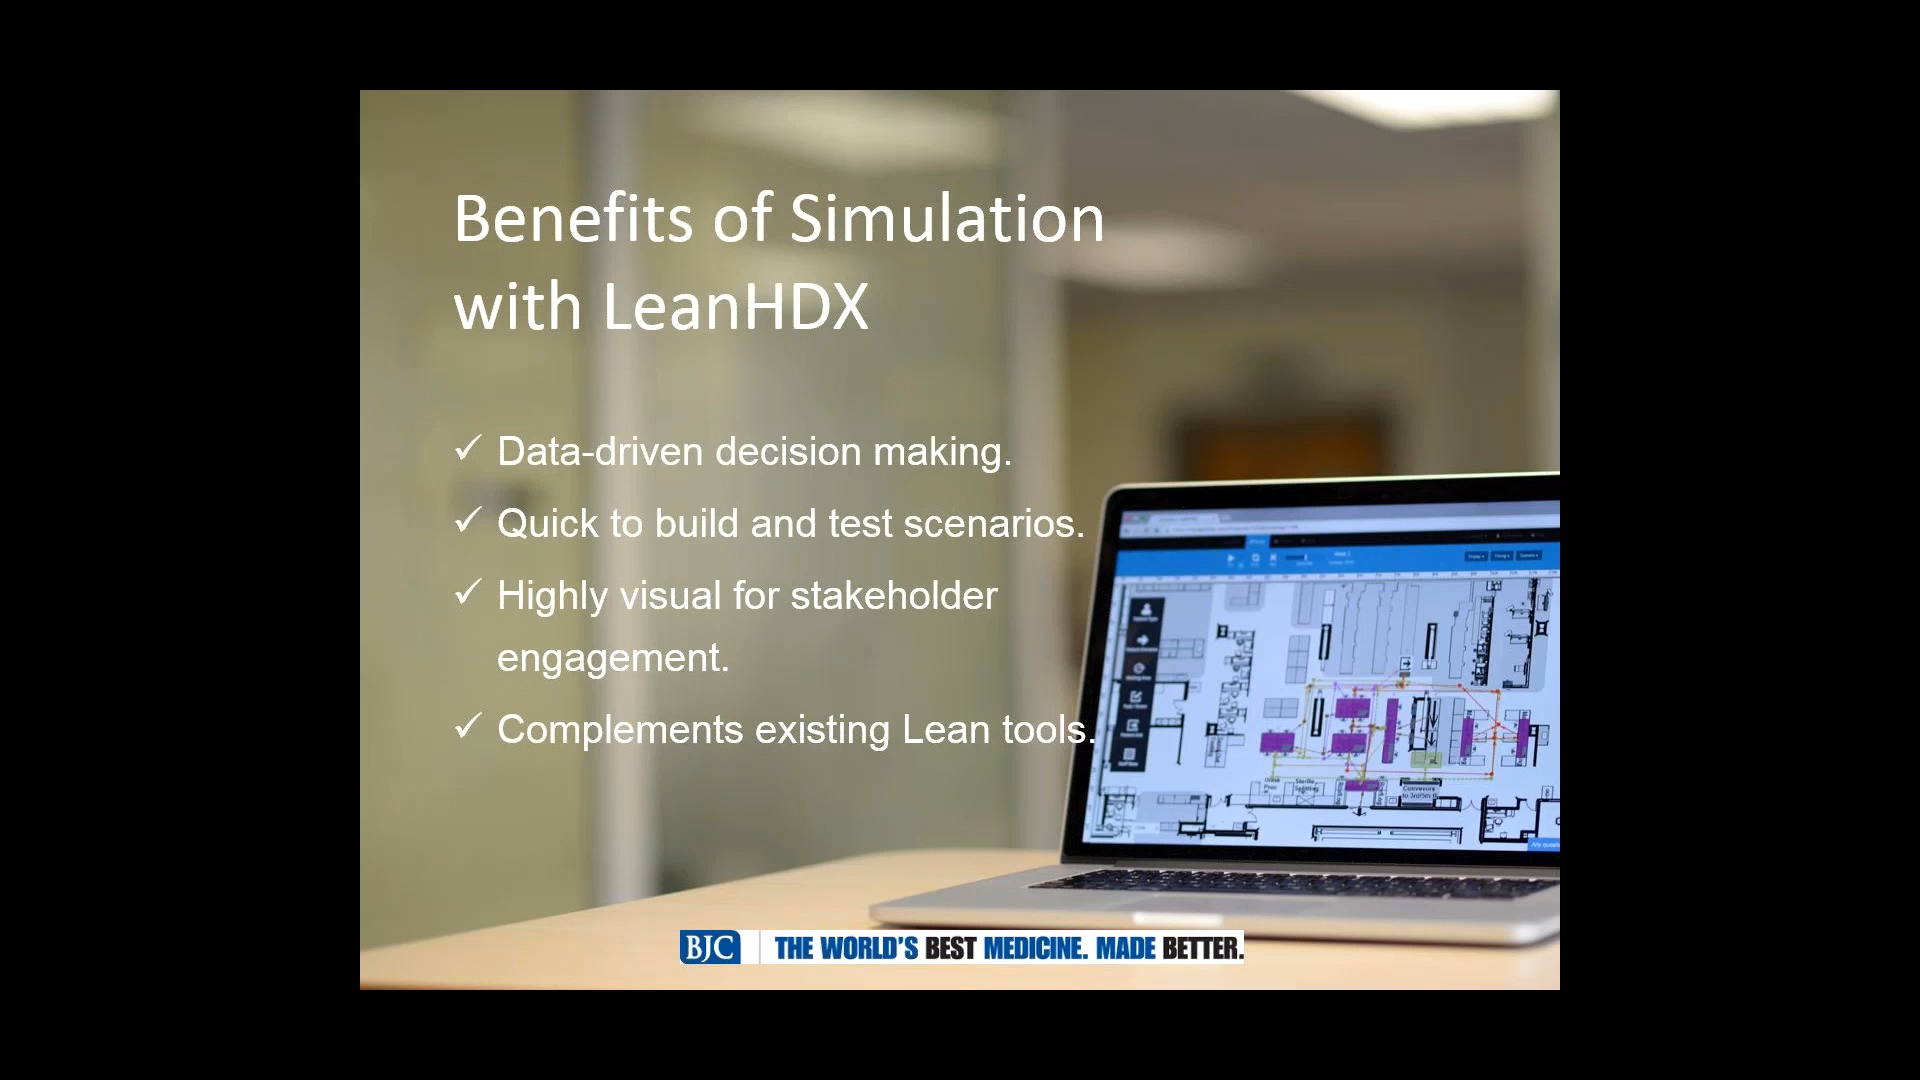 Benefits of Simulation
with LeanHDX
✓ Data-driven decision making.
✓ Quick to build and test scenarios.
✓ Highly visual for stakeholder
engagement.
✓ Complements existing Lean tools.
Conveyors
BJC THE WORLD'S BEST MEDICINE. MADE BETTER.